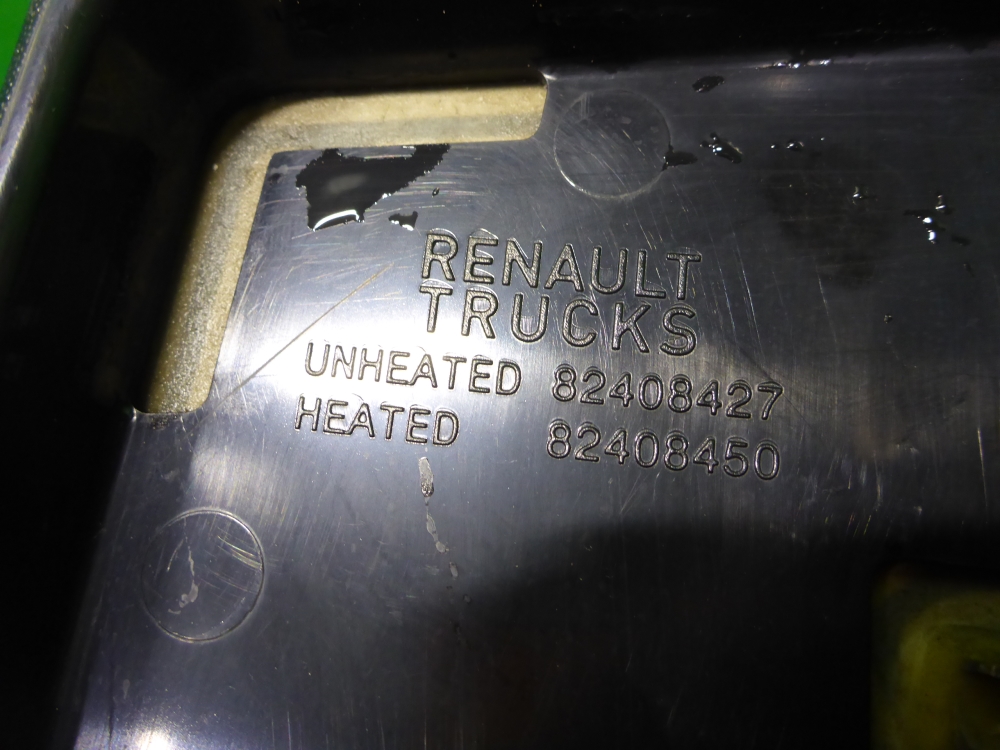 RENAULT
TRUCKS
UNHEATED 82408427
HEATED 82408450